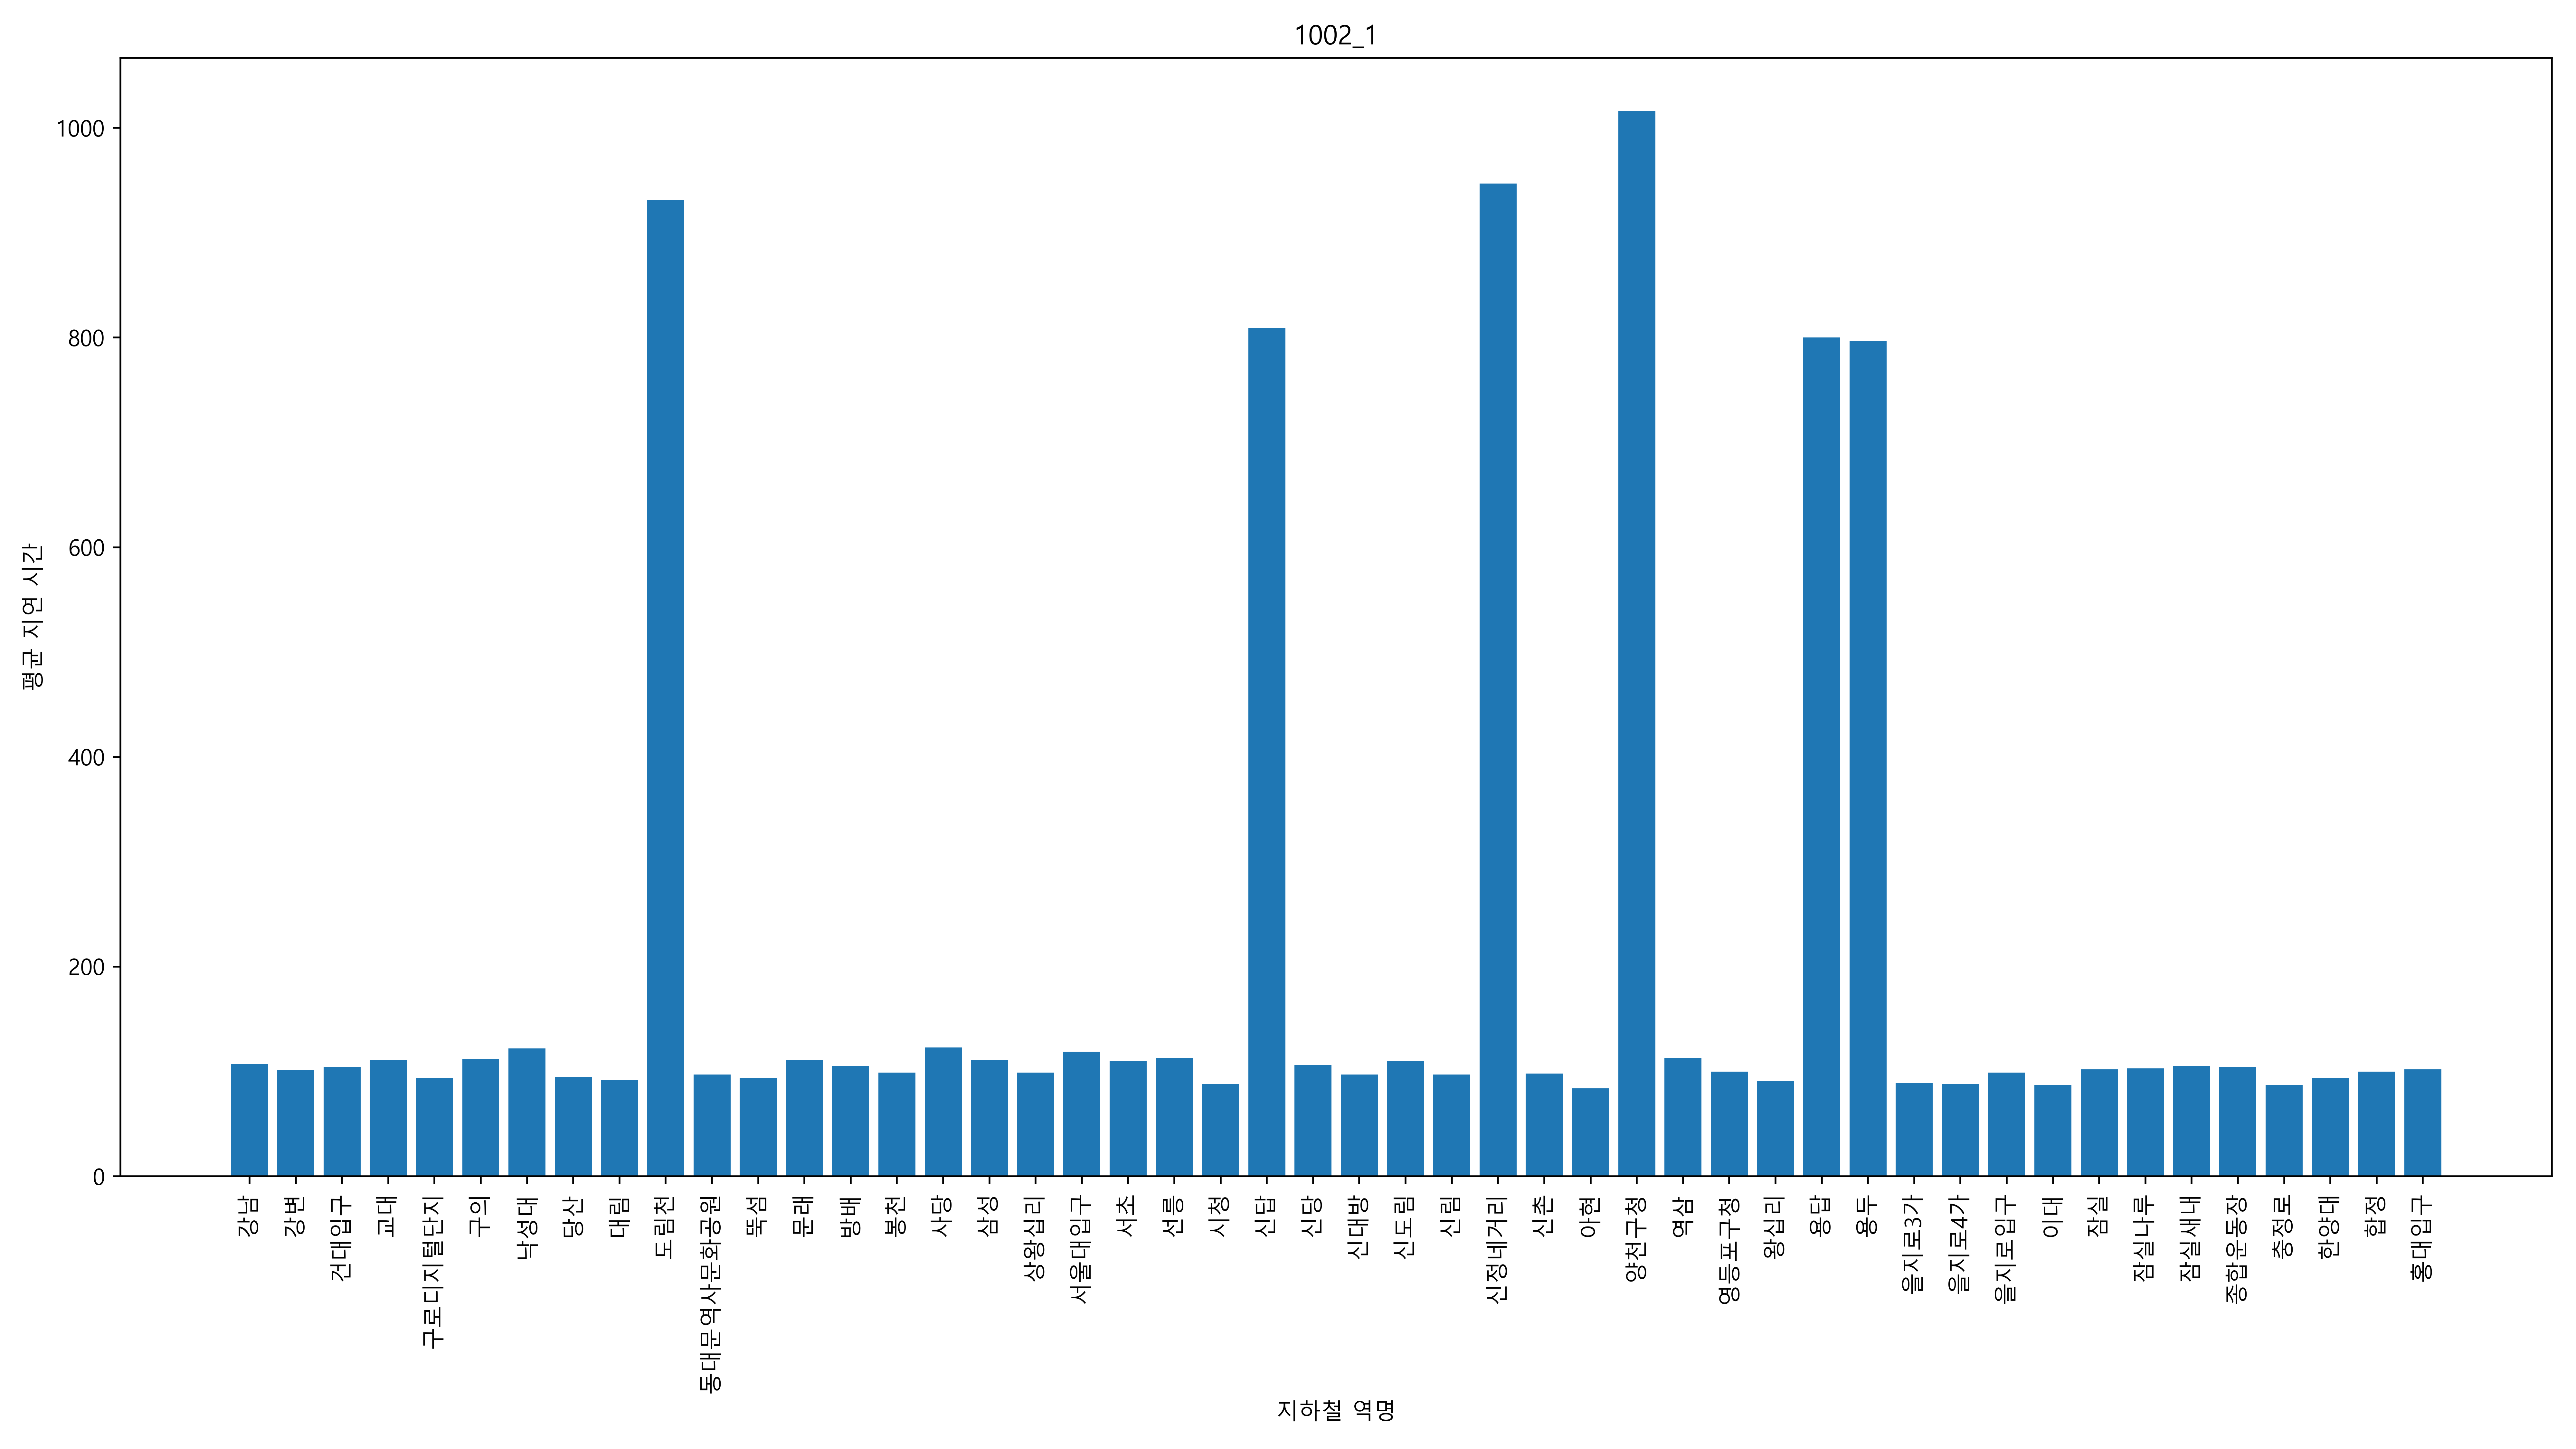 1002_1
평균 지연 시간
1000
800
600
400
200
0
강남
강변
건대입구
교대
구로디지털단지
구의
낙성대
당산
대림
도림천
동대문역사문화공원
뚝섬
문래
방배
봉천
사당
삼성
상왕십리
서울대입구
서초
선릉
시청
신답
신당
신대방
신도림
신림
신정네거리
신촌
아현
양천구청
역삼
영등포구청
왕십리
용답
용두
을지로3가
을지로4가
을지로입구
이대
잠실
잠실나루
잠실새내
종합운동장
충정로
한양대
합정
홍대입구
지하철 역명